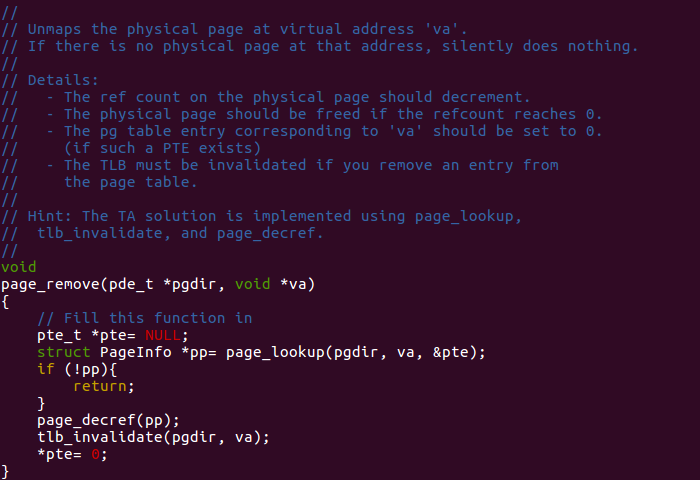 //
// Unmaps the physical page at virtual address 'va'.
// If there is no physical page at that address, silently does nothing.
//
// Details:
//   - The ref count on the physical page should decrement.
//   - The physical page should be freed if the refcount reaches 0.
//   - The pg table entry corresponding to 'va' should be set to 0.
//     (if such a PTE exists)
//   - The TLB must be invalidated if you remove an entry from
//     the page table.
//
// Hint: The TA solution is implemented using page_lookup,
//  tlb_invalidate, and page_decref.
//
void
page_remove(pde_t *pgdir, void *va)
{
    // Fill this function in
    pte_t *pte= NULL;
    struct PageInfo *pp= page_lookup(pgdir, va, &pte);
    if (!pp){
        return;
    }
    page_decref(pp);
    tlb_invalidate(pgdir, va);
    *pte= 0;
}